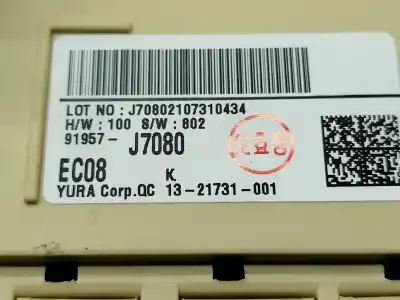 LOT NO : J70802107310434
H/W : 100 S/W : 802
91957- J7080
EC08 K
YURA Corp.QC 13-21731-001